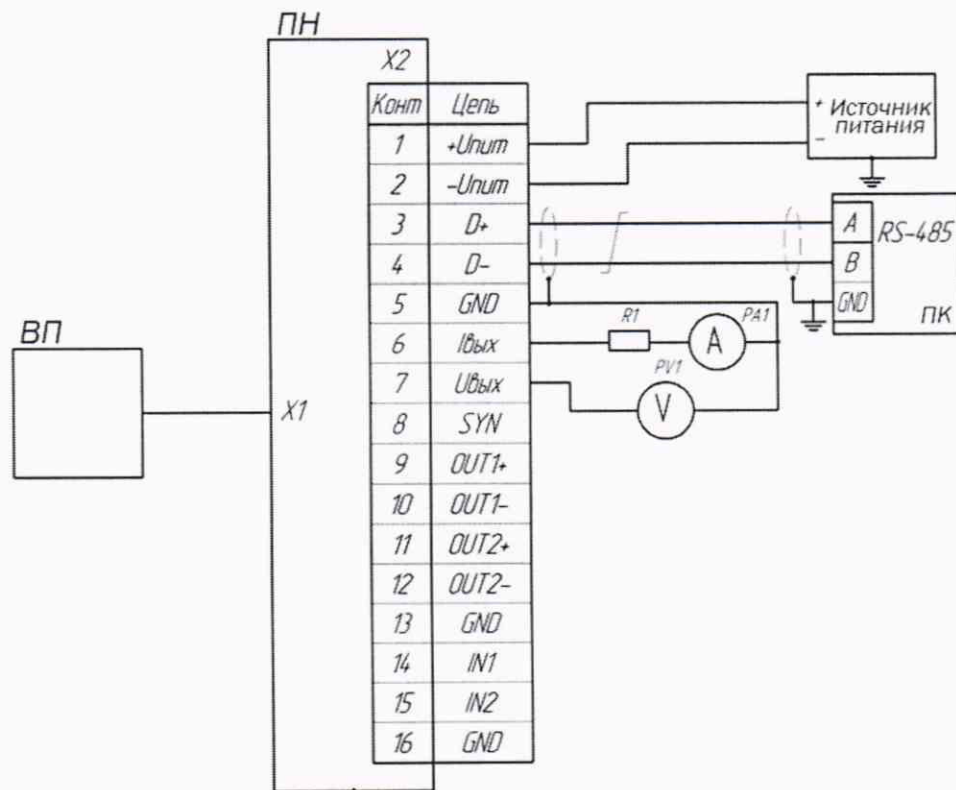 ПН
X2
Конт Цепь
1 +Uпит
2 -Uпит
3 D+
4 D-
5 GND
6 Iвых
7 Uвых
8 SYN
9 OUT1+
10 OUT1-
11 OUT2+
12 OUT2-
13 GND
14 IN1
15 IN2
16 GND
ВП
X1
+ Источник
питания
-
A
B
GND
RS-485
ПК
R1
PA1
A
PV1
V